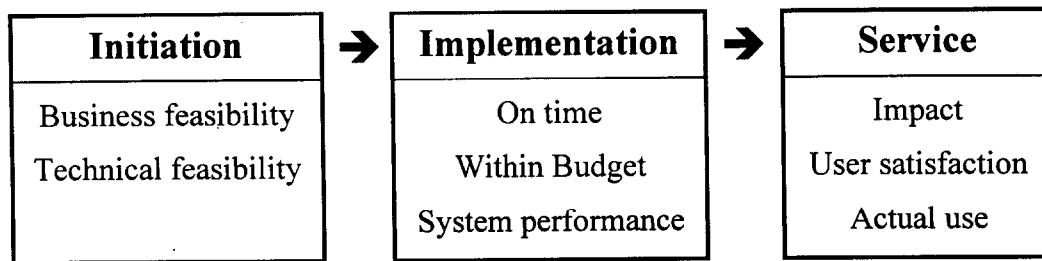 Initiation
Business feasibility
Technical feasibility
Implementation
On time
Within Budget
System performance
Service
Impact
User satisfaction
Actual use